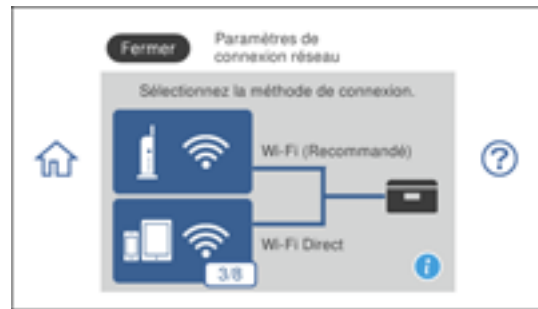 Fermer
Paramètres de
connexion réseau
Sélectionnez la méthode de connexion.
Wi-Fi (Recommandé)
Wi-Fi Direct
3/8